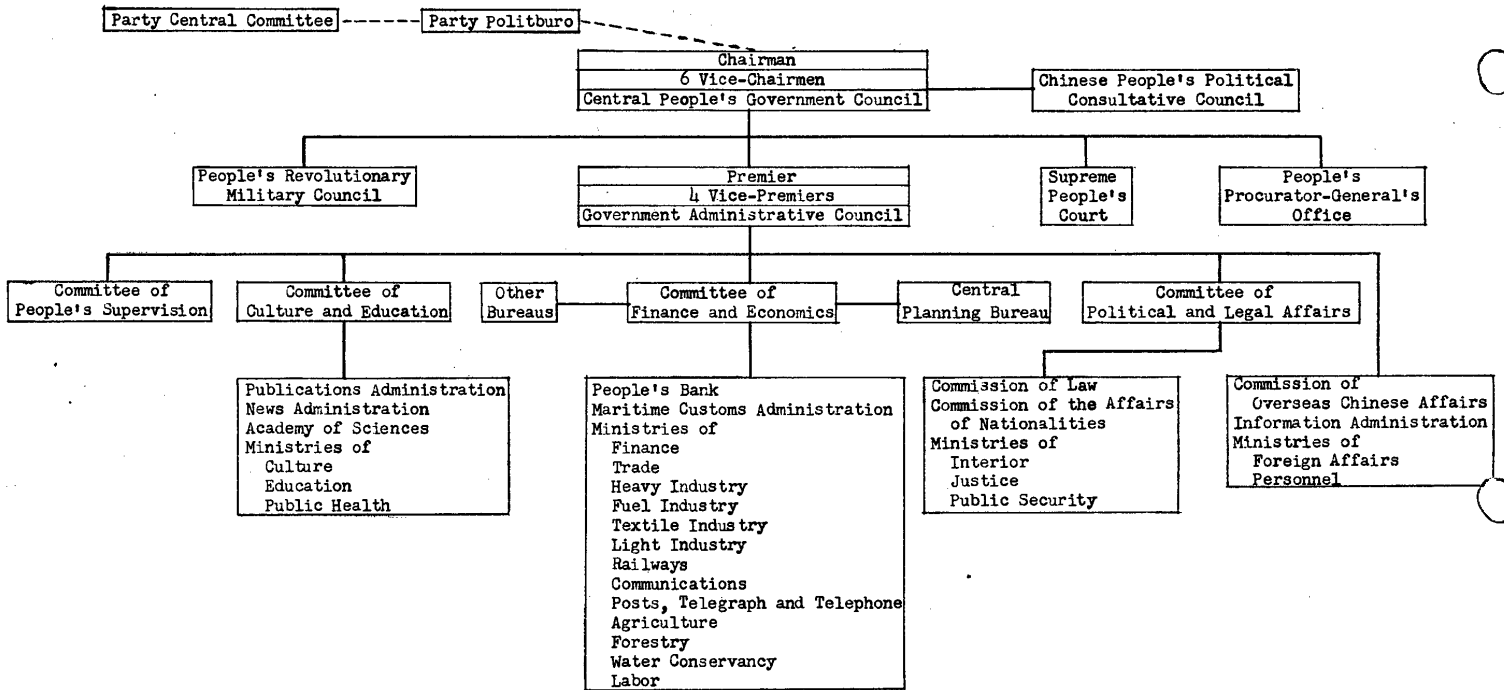 Party Central Committee
Party Politburo
Chairman
6 Vice-Chairmen
Central People's Government Council
Chinese People's Political
Consultative Council
People's Revolutionary
Military Council
Premier
4 Vice-Premiers
Government Administrative Council
Supreme
People's
Court
People's
Procurator-General's
Office
Committee of
People's Supervision
Committee of
Culture and Education
Other
Bureaus
Committee of
Finance and Economics
Central
Planning Bureau
Committee of
Political and Legal Affairs
Publications Administration
News Administration
Academy of Sciences
Ministries of
Culture
Education
Public Health
People's Bank
Maritime Customs Administration
Ministries of
Finance
Trade
Heavy Industry
Fuel Industry
Textile Industry
Light Industry
Railways
Communications
Posts, Telegraph and Telephone
Agriculture
Forestry
Water Conservancy
Labor
Commission of Law
Commission of the Affairs
of Nationalities
Ministries of
Interior
Justice
Public Security
Commission of
Overseas Chinese Affairs
Information Administration
Ministries of
Foreign Affairs
Personnel